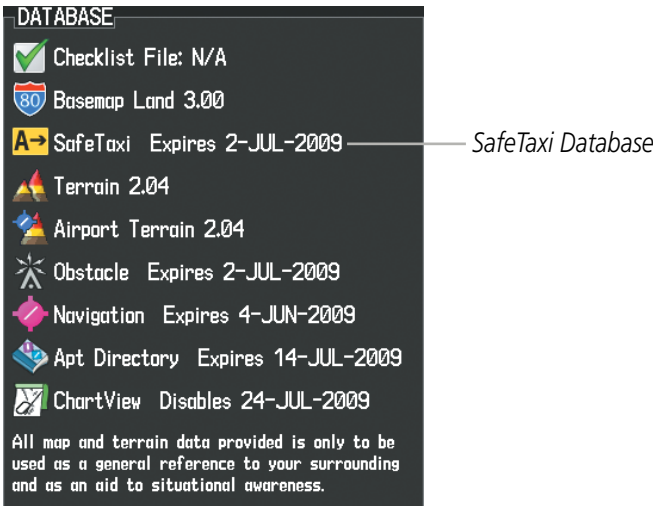 DATABASE
Checklist File: N/A
80 Basemap Land 3.00
A→ SafeTaxi Expires 2-JUL-2009 SafeTaxi Database
Terrain 2.04
Airport Terrain 2.04
Obstacle Expires 2-JUL-2009
Navigation Expires 4-JUN-2009
Apt Directory Expires 14-JUL-2009
ChartView Disables 24-JUL-2009
All map and terrain data provided is only to be
used as a general reference to your surrounding
and as an aid to situational awareness.